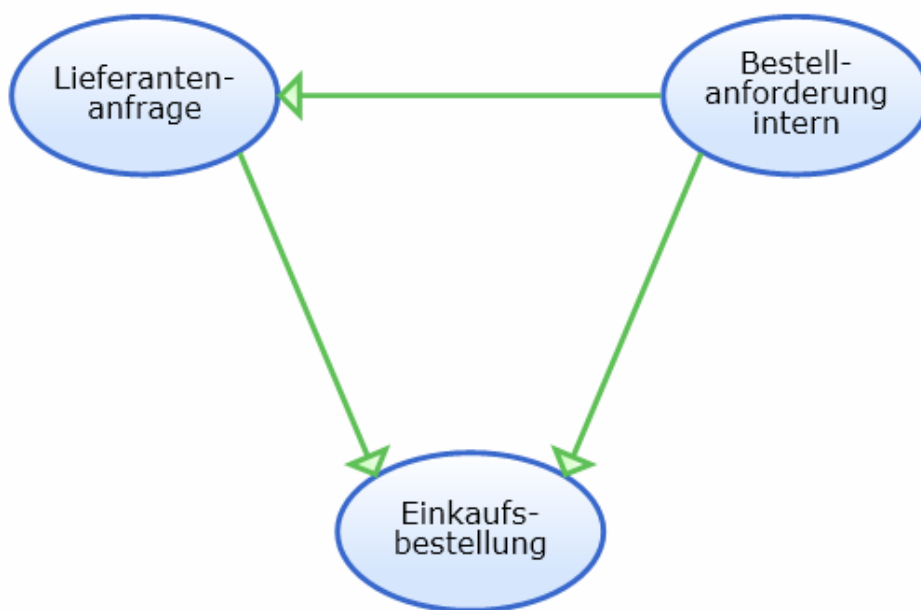 Lieferanten-
anfrage
Bestell-
anforderung
intern
Einkaufs-
bestellung